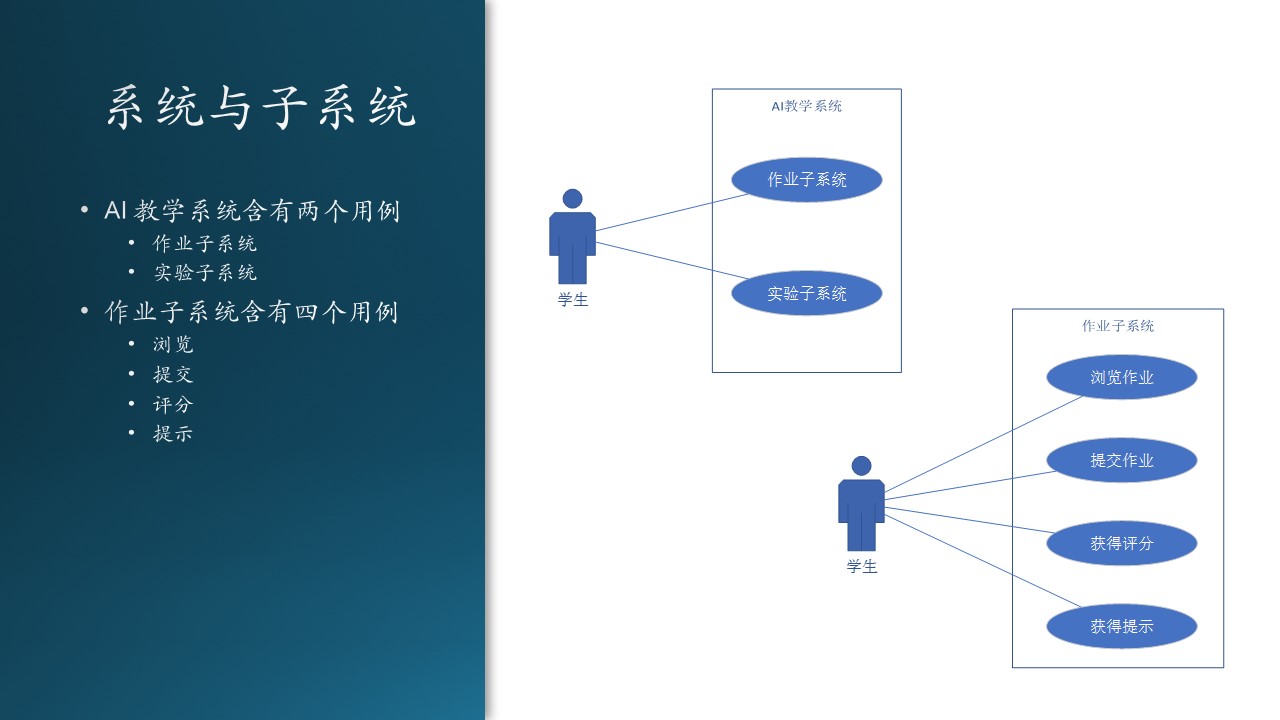 系统与子系统
• AI 教学系统含有两个用例
• 作业子系统
• 实验子系统
• 作业子系统含有四个用例
• 浏览
• 提交
• 评分
• 提示
AI教学系统
作业子系统
实验子系统
学生
作业子系统
浏览作业
提交作业
获得评分
获得提示
学生